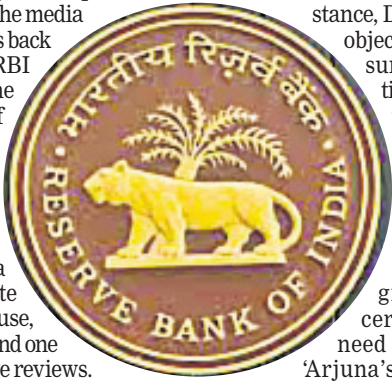 he media
s back
RBI
ne
f
भारतीय रिज़र्व बैंक
RESERVE BANK OF INDIA
a
te
use,
nd one
e reviews.
stance, D
objec
sur
ti
g
cer
need
'Arjuna's